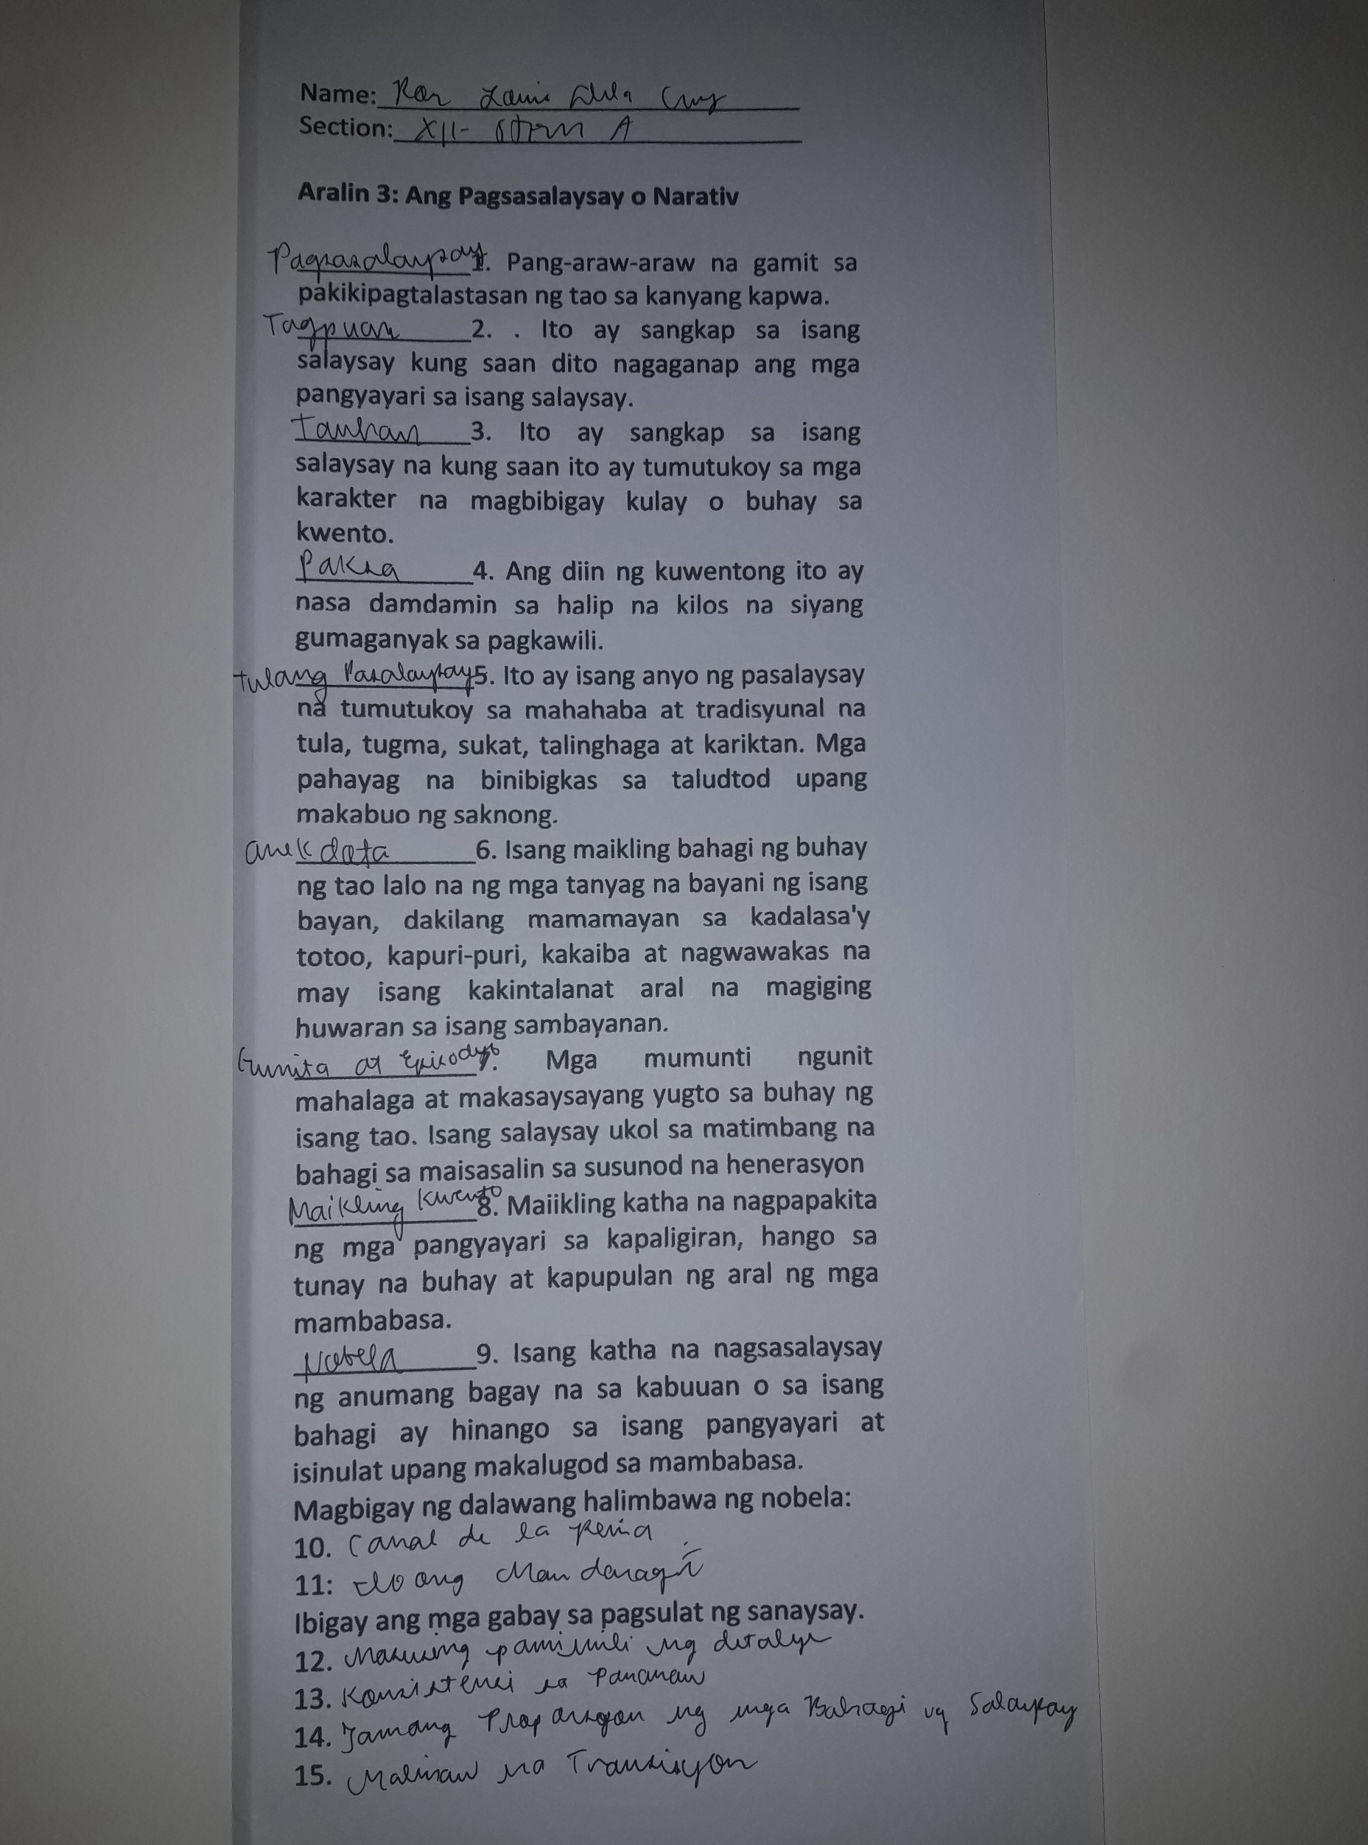 Name: Ron Louie Dela Cruz
Section: XII- Storm A
Aralin 3: Ang Pagsasalaysay o Narativ
Pagsasalaysay 1. Pang-araw-araw na gamit sa
pakikipagtalastasan ng tao sa kanyang kapwa.
Tagpuan 2. . Ito ay sangkap sa isang
salaysay kung saan dito nagaganap ang mga
pangyayari sa isang salaysay.
Tauhan 3. Ito ay sangkap sa isang
salaysay na kung saan ito ay tumutukoy sa mga
karakter na magbibigay kulay o buhay sa
kwento.
Paksa 4. Ang diin ng kuwentong ito ay
nasa damdamin sa halip na kilos na siyang
gumaganyak sa pagkawili.
tulang Pasalaysay 5. Ito ay isang anyo ng pasalaysay
na tumutukoy sa mahahaba at tradisyunal na
tula, tugma, sukat, talinghaga at kariktan. Mga
pahayag na binibigkas sa taludtod upang
makabuo ng saknong.
anekdota 6. Isang maikling bahagi ng buhay
ng tao lalo na ng mga tanyag na bayani ng isang
bayan, dakilang mamamayan sa kadalasa'y
totoo, kapuri-puri, kakaiba at nagwawakas na
may isang kakintalanat aral na magiging
huwaran sa isang sambayanan.
Gunita at Episodyo 7. Mga mumunti ngunit
mahalaga at makasaysayang yugto sa buhay ng
isang tao. Isang salaysay ukol sa matimbang na
bahagi sa maisasalin sa susunod na henerasyon
Maikling Kwento 8. Maiikling katha na nagpapakita
ng mga pangyayari sa kapaligiran, hango sa
tunay na buhay at kapupulan ng aral ng mga
mambabasa.
Nobela 9. Isang katha na nagsasalaysay
ng anumang bagay na sa kabuuan o sa isang
bahagi ay hinango sa isang pangyayari at
isinulat upang makalugod sa mambabasa.
Magbigay ng dalawang halimbawa ng nobela:
10. Canal de la Reina
11: ang Mandaragit
Ibigay ang mga gabay sa pagsulat ng sanaysay.
12. Masusing pamimili ng detalye
13. Konsistensi sa Pananaw
14. Tamang Proporsyon ng mga Bahagi ng Salaysay
15. Malinaw na Transisyon